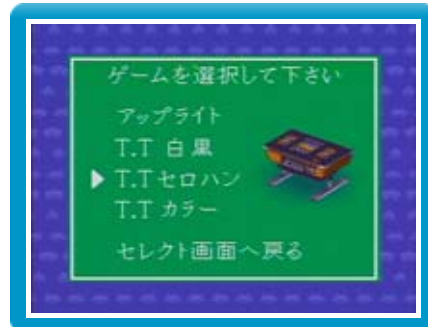 ゲームを選択して下さい
アップライト
T.T 白黒
T.T セロハン
T.T カラー
セレクト画面へ戻る